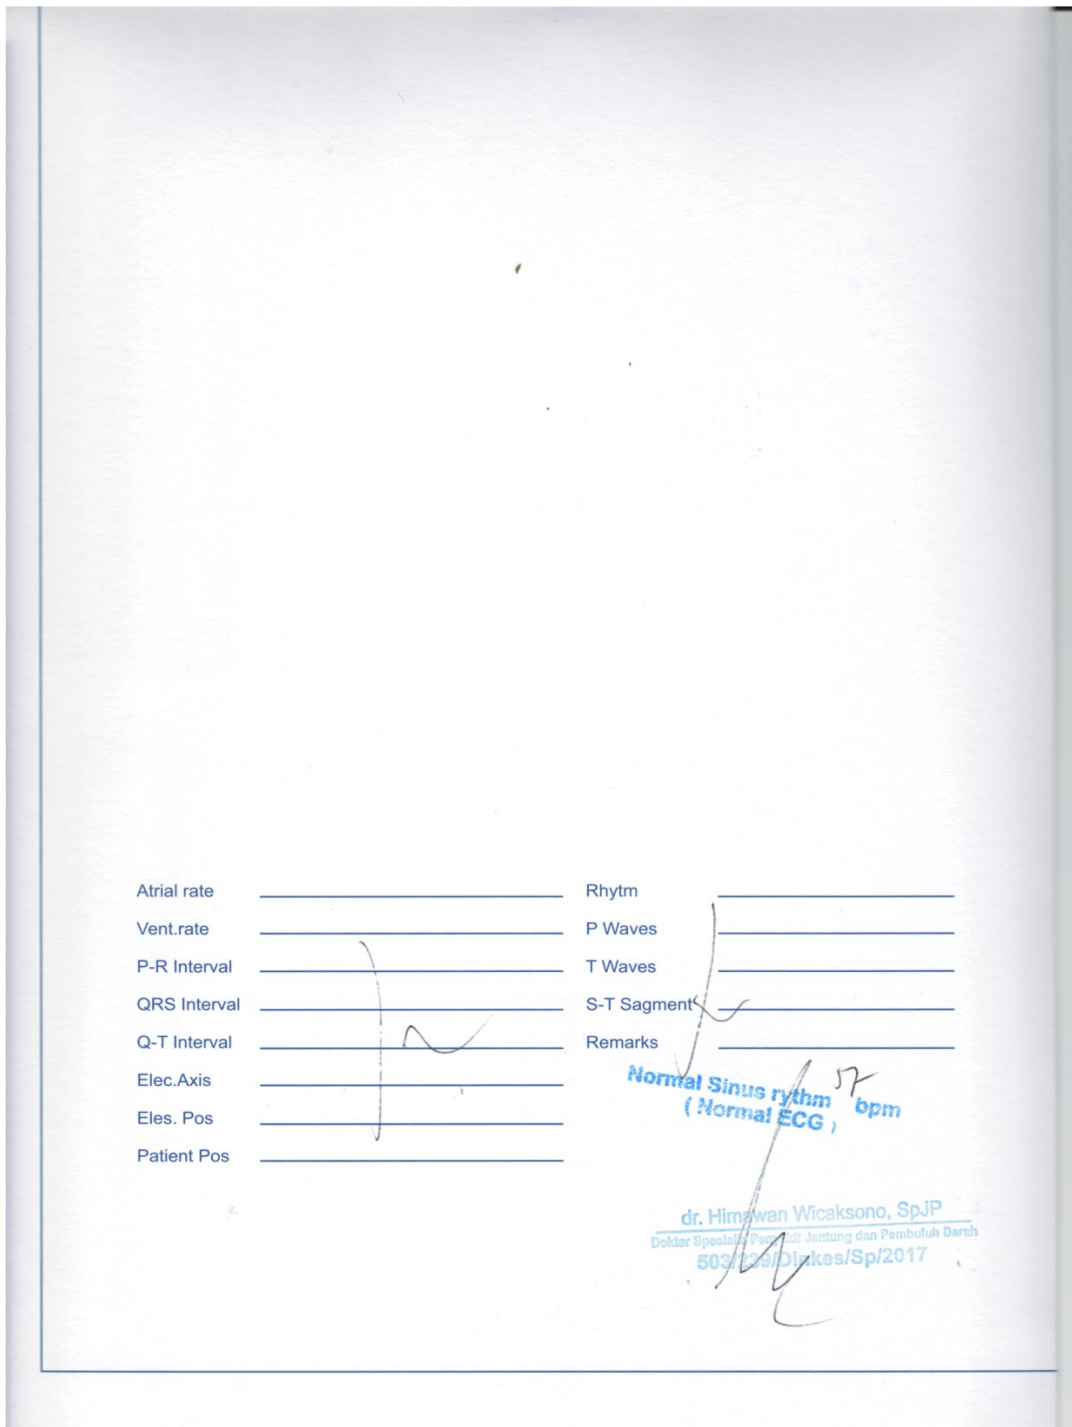 Atrial rate
Vent.rate
P-R Interval
QRS Interval
Q-T Interval
Elec.Axis
Eles. Pos
Patient Pos
Rhytm
P Waves
T Waves
S-T Sagment
Remarks
Normal Sinus rythm 57 bpm
( Normal ECG )
dr. Himawan Wicaksono, SpJP
Dokter Spesialis Penyakit Jantung dan Pembuluh Darah
503/239/Dinkes/Sp/2017